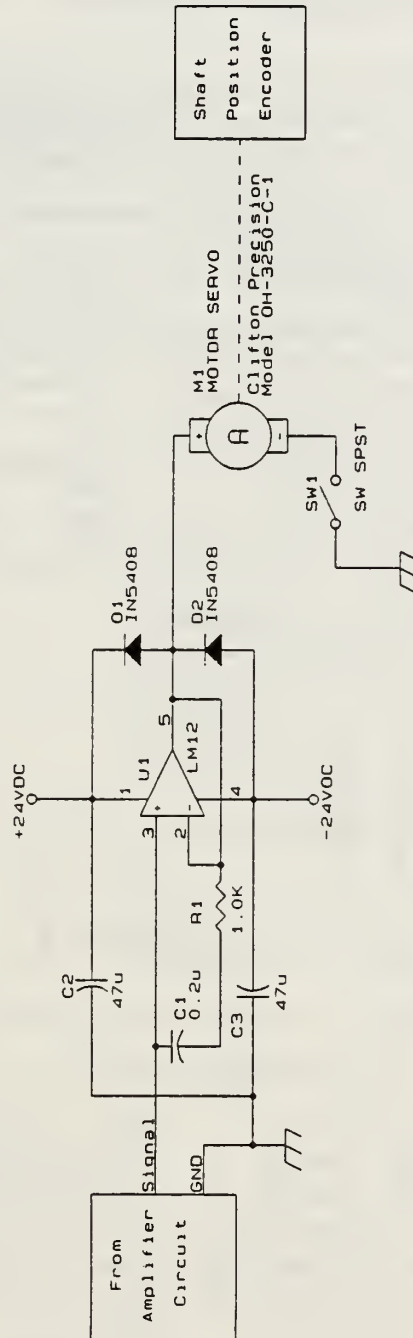 From
Amplifier
Circuit
Signal
GND
C2
47u
C1
0.2u
C3
47u
R1
1.0K
+24VDC
-24VOC
1
3
2
4
5
U1
+
-
LM12
O1
IN5408
D2
IN5408
M1
MOTOR SERVO
Clifton Precision
Model OH-3250-C-1
+
A
-
SW1
SW SPST
Shaft
Position
Encoder